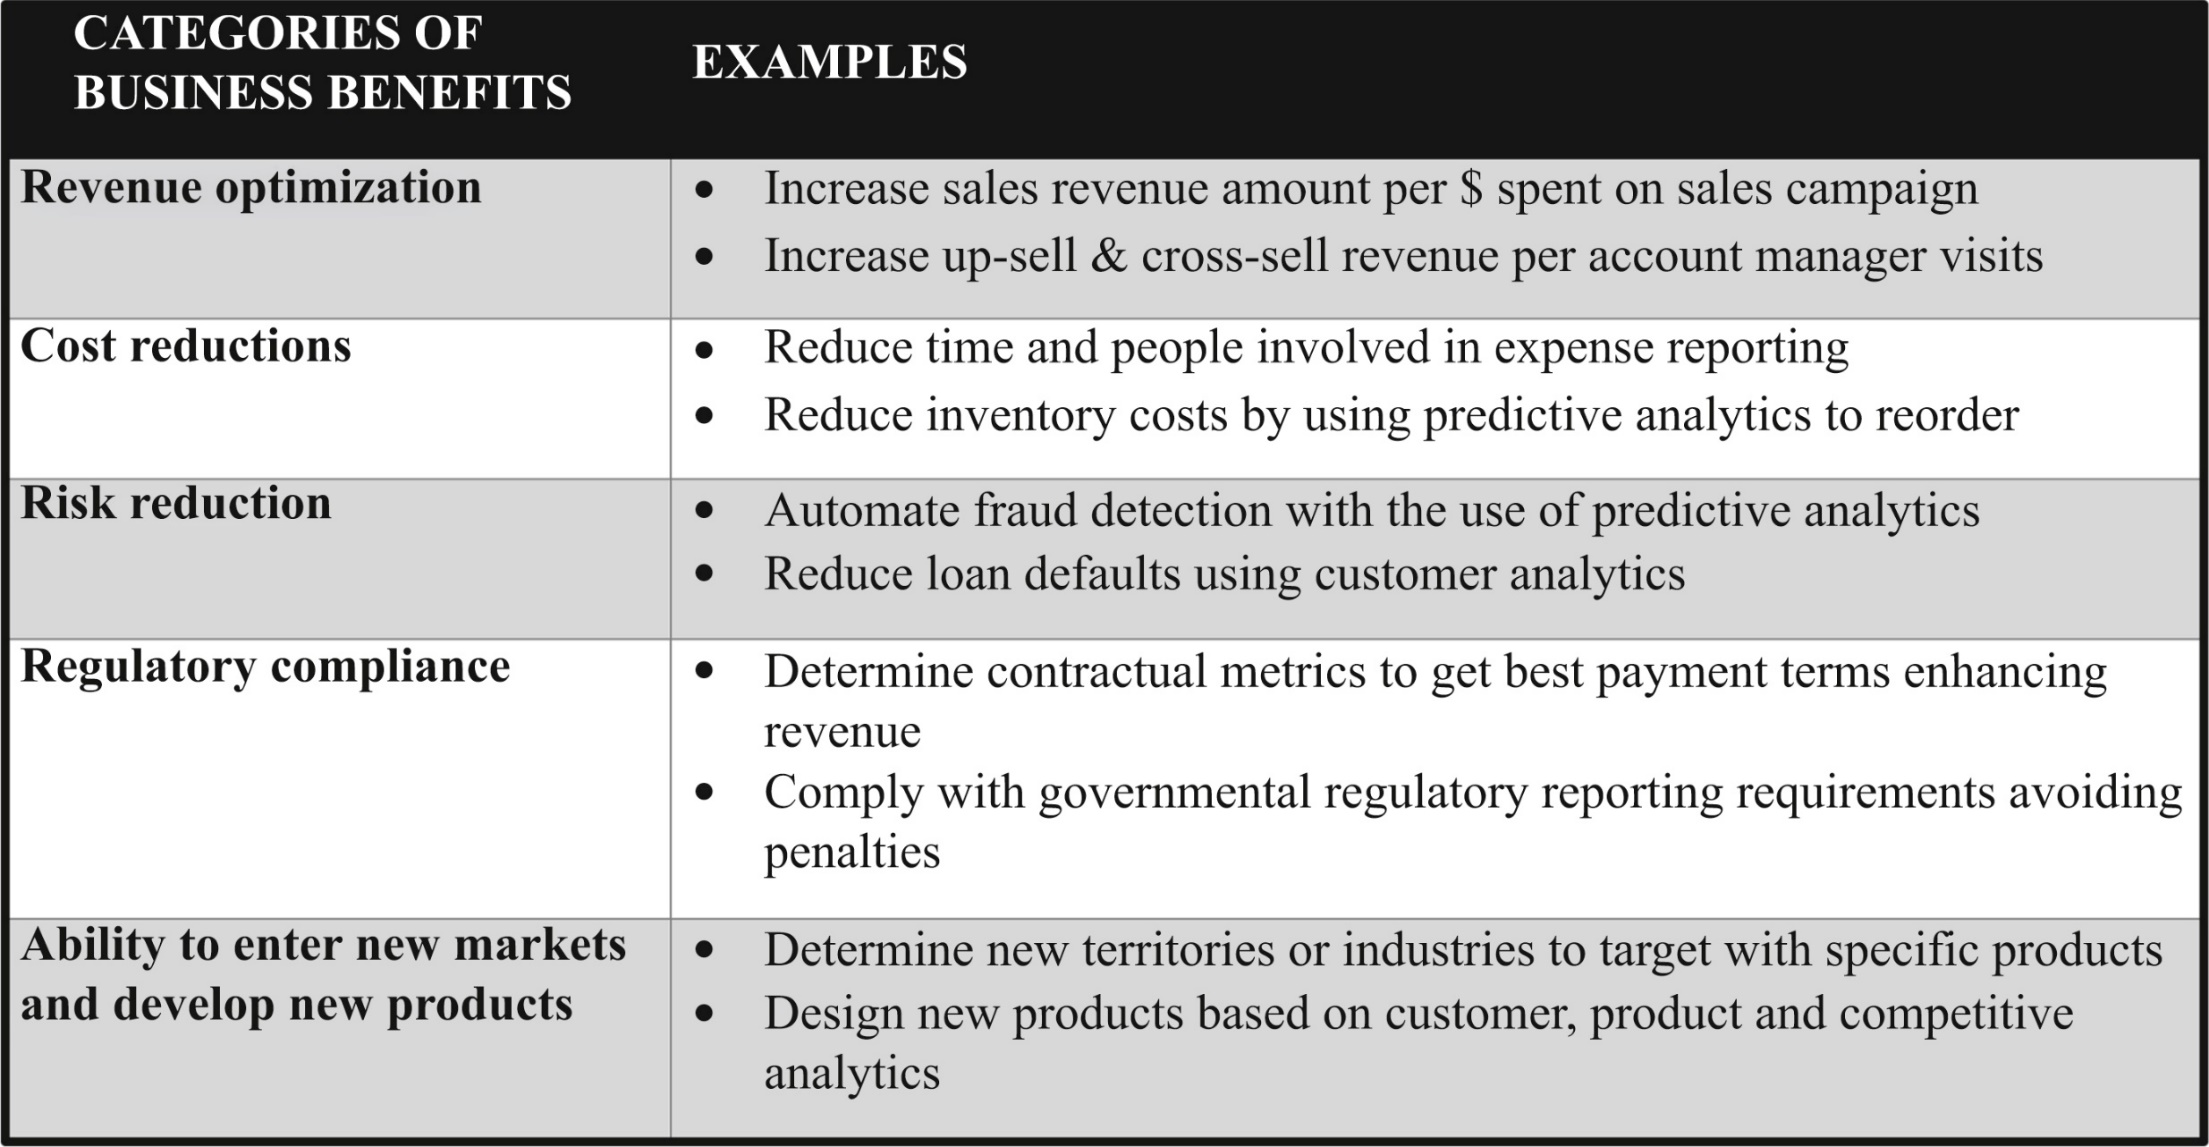 CATEGORIES OF
BUSINESS BENEFITS
EXAMPLES
Revenue optimization
• Increase sales revenue amount per $ spent on sales campaign
• Increase up-sell & cross-sell revenue per account manager visits
Cost reductions
• Reduce time and people involved in expense reporting
• Reduce inventory costs by using predictive analytics to reorder
Risk reduction
• Automate fraud detection with the use of predictive analytics
• Reduce loan defaults using customer analytics
Regulatory compliance
• Determine contractual metrics to get best payment terms enhancing
revenue
• Comply with governmental regulatory reporting requirements avoiding
penalties
Ability to enter new markets
and develop new products
• Determine new territories or industries to target with specific products
• Design new products based on customer, product and competitive
analytics